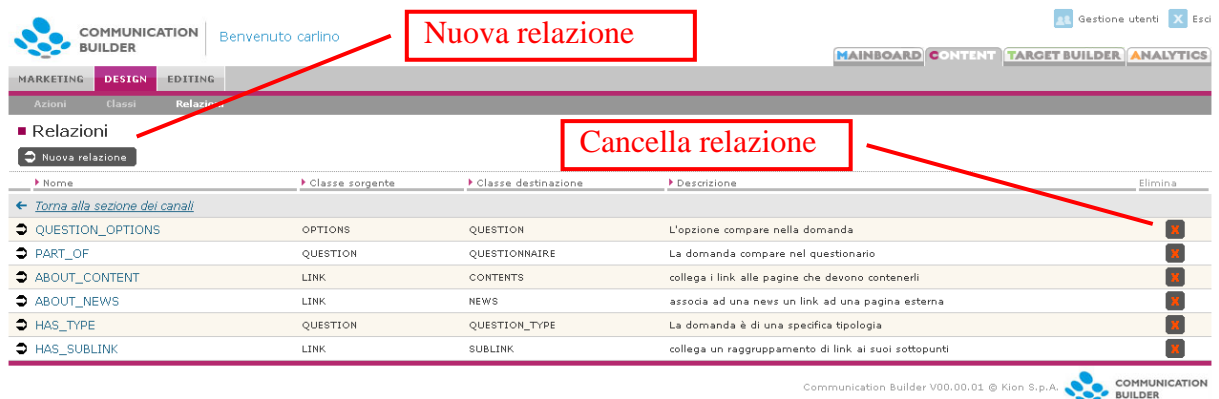 COMMUNICATION
BUILDER
Benvenuto carlino
Nuova relazione
Gestione utenti X Esci
MAINBOARD CONTENT TARGET BUILDER ANALYTICS
MARKETING DESIGN EDITING
Azioni Classi Relazioni
Relazioni
Nuova relazione
Cancella relazione
Nome Classe sorgente Classe destinazione Descrizione Elimina
Torna alla sezione dei canali
QUESTION_OPTIONS OPTIONS QUESTION L'opzione compare nella domanda X
PART_OF QUESTION QUESTIONNAIRE La domanda compare nel questionario X
ABOUT_CONTENT LINK CONTENTS collega i link alle pagine che devono contenerli X
ABOUT_NEWS LINK NEWS associa ad una news un link ad una pagina esterna X
HAS_TYPE QUESTION QUESTION_TYPE La domanda è di una specifica tipologia X
HAS_SUBLINK LINK SUBLINK collega un raggruppamento di link ai suoi sottopunti X
Communication Builder V00.00.01 @ Kion S.p.A.
COMMUNICATION
BUILDER